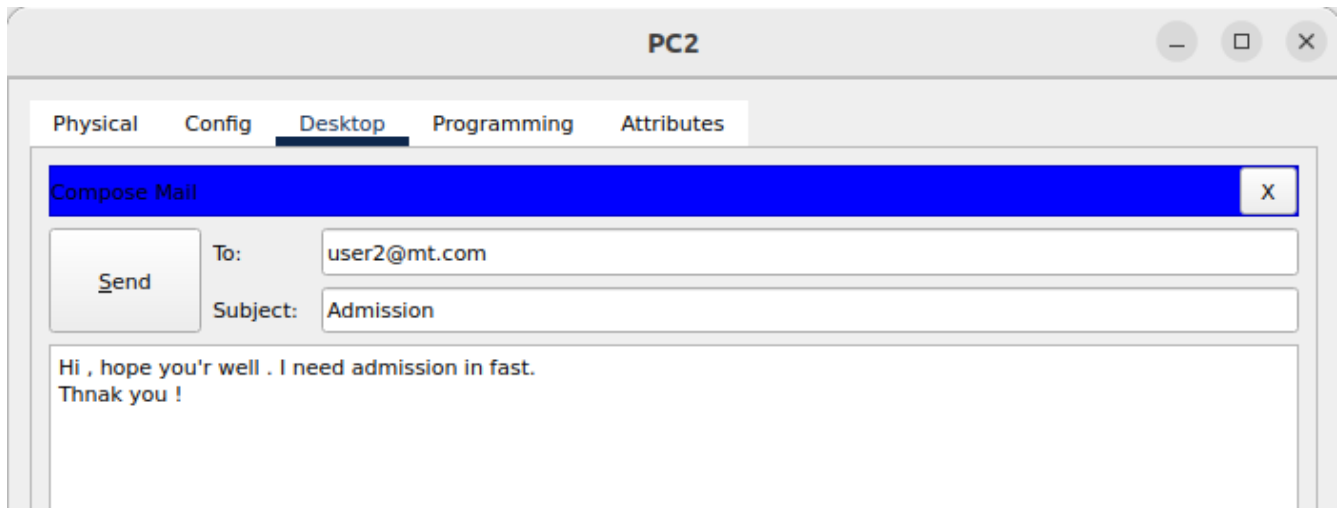 PC2
Physical Config Desktop Programming Attributes
Compose Mail X
Send
To: user2@mt.com
Subject: Admission
Hi , hope you'r well . I need admission in fast.
Thnak you !